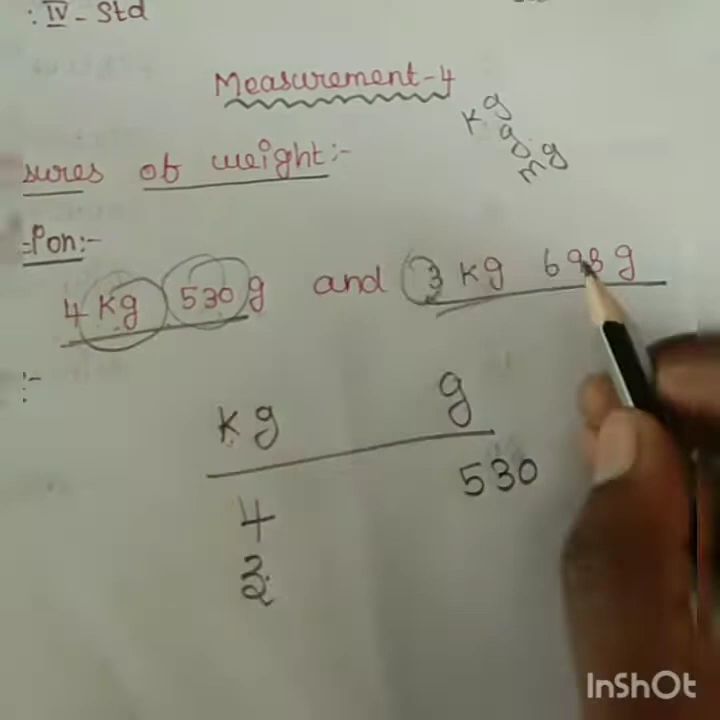 : IV - Std
Measurement-4
kg
g
mg
sures of weight:-
Pon:-
4 kg 530 g and 3 kg 698 g
:-
kg g
4 530
3
InShOt